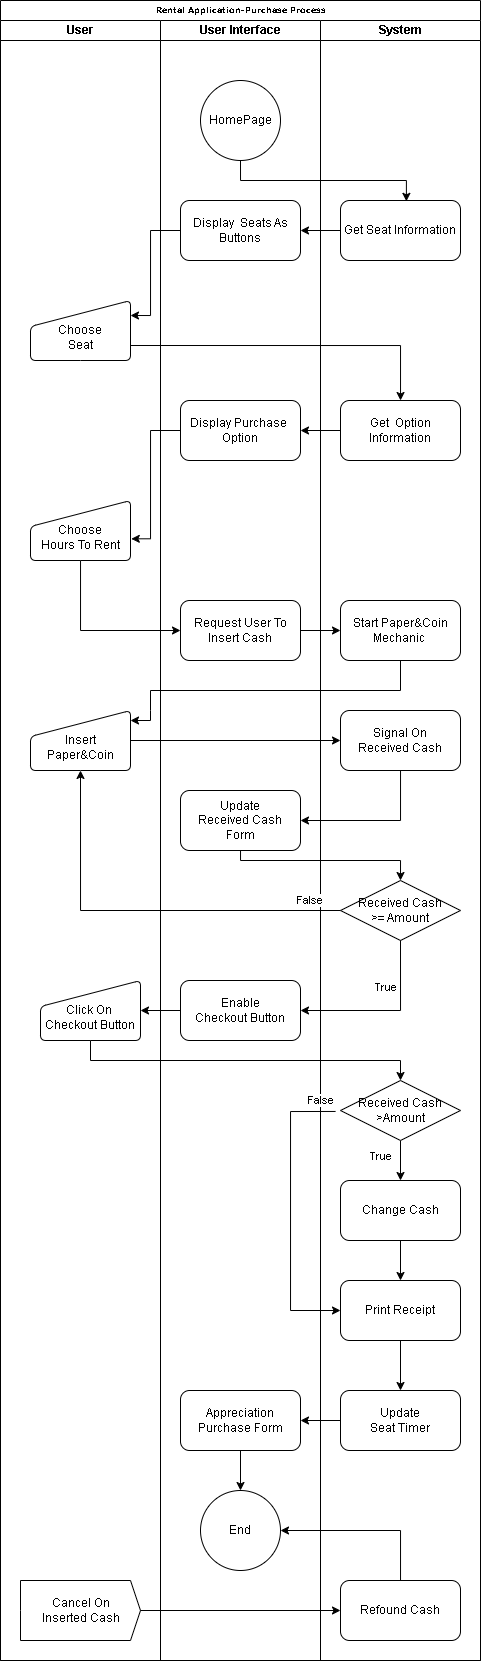 Rental Application-Purchase Process
User
User Interface
System
HomePage
Display Seats As
Buttons
Get Seat Information
Choose
Seat
Display Purchase
Option
Get Option
Information
Choose
Hours To Rent
Request User To
Insert Cash
Start Paper&Coin
Mechanic
Insert
Paper&Coin
Signal On
Received Cash
Update
Received Cash
Form
False
Received Cash
>= Amount
True
Click On
Checkout Button
Enable
Checkout Button
False
Received Cash
>Amount
True
Change Cash
Print Receipt
Appreciation
Purchase Form
Update
Seat Timer
End
Cancel On
Inserted Cash
Refound Cash